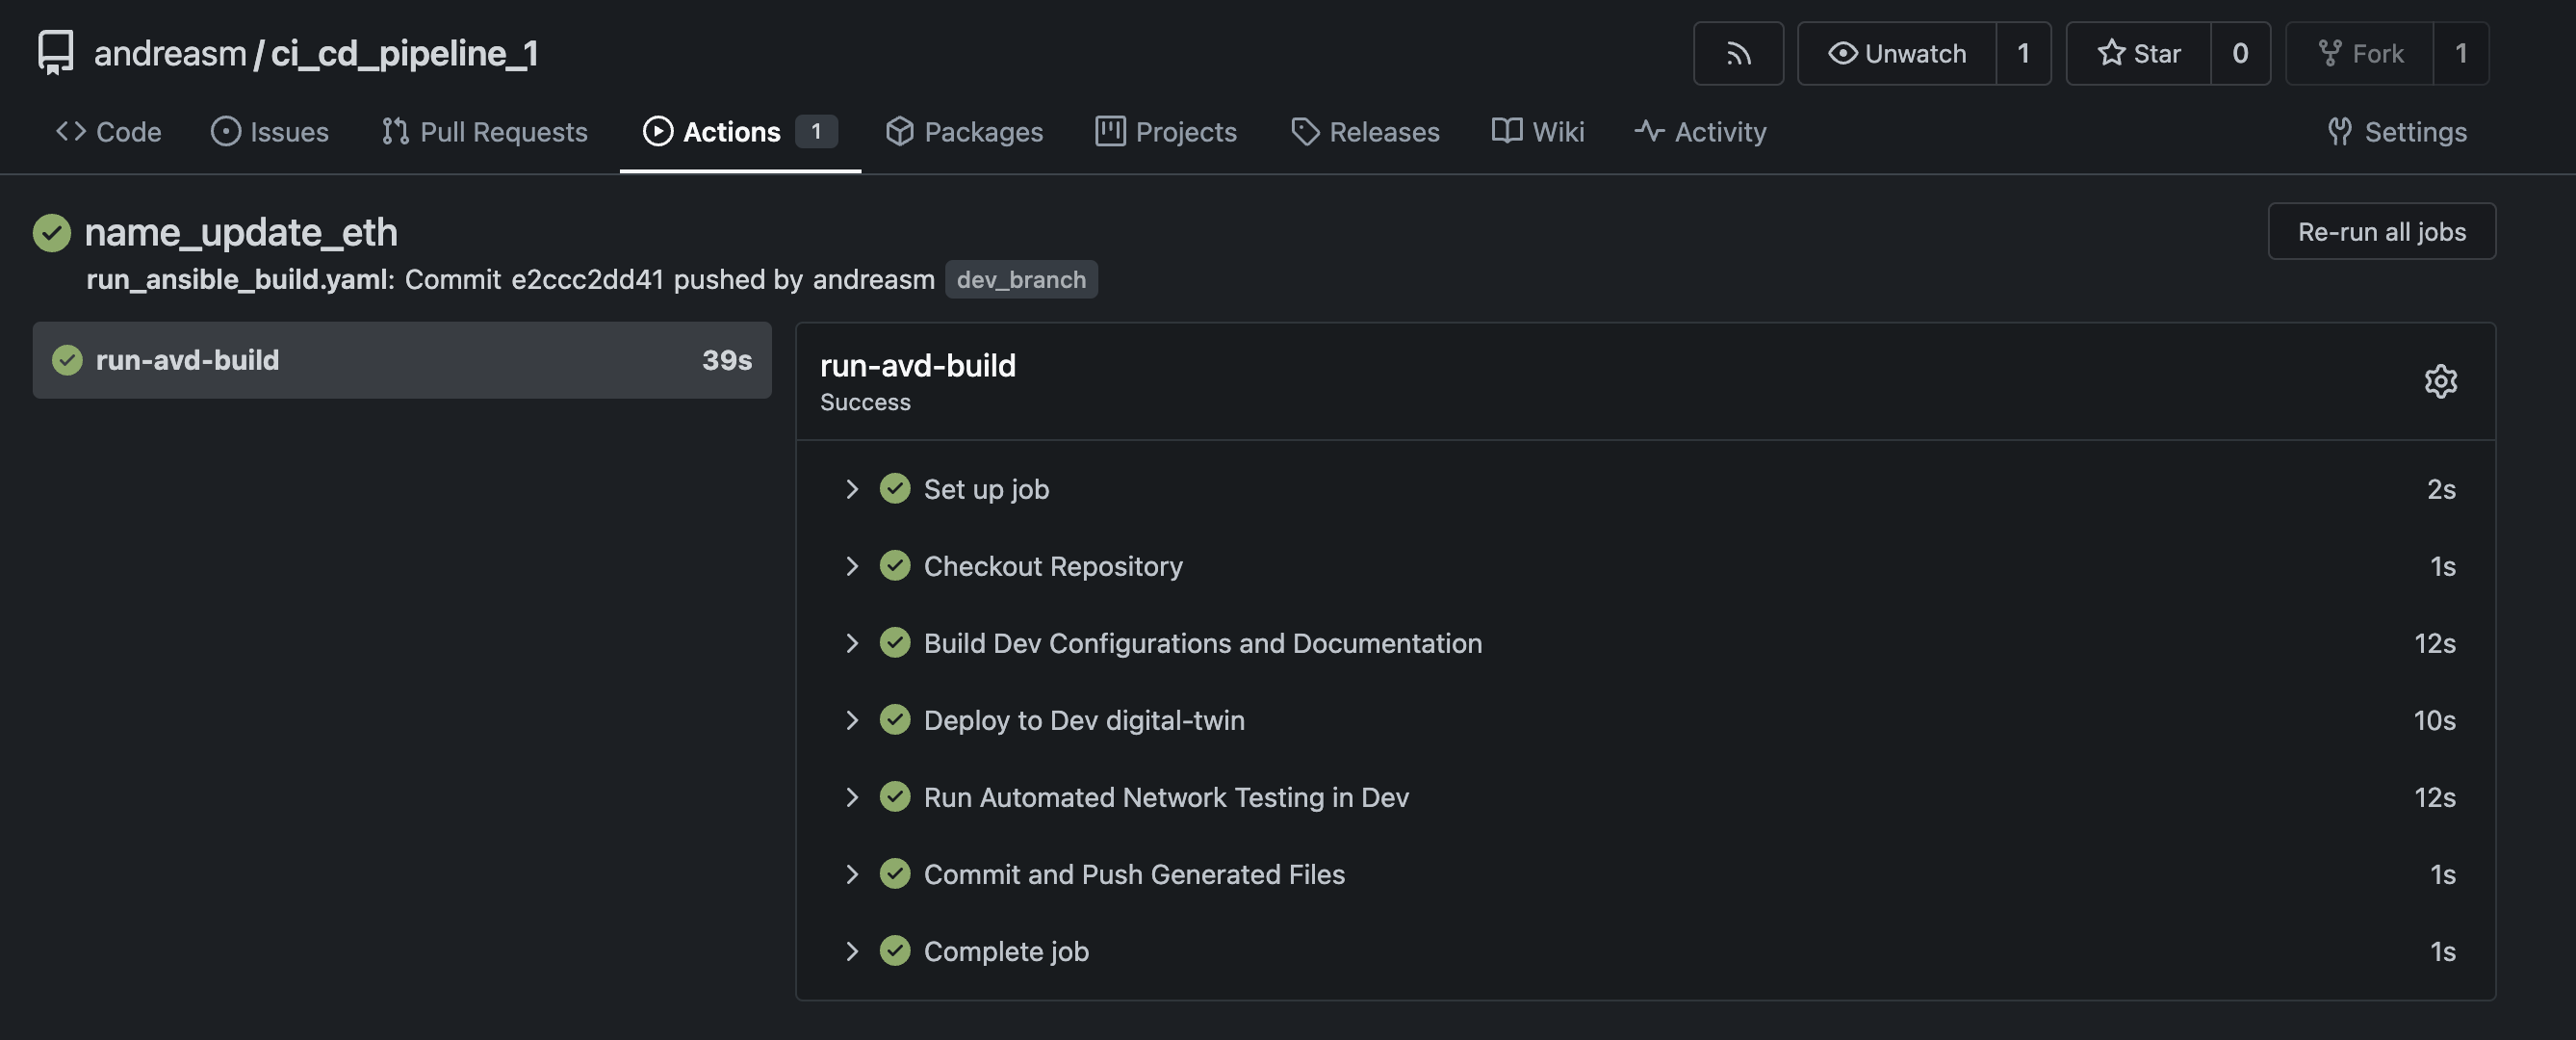 andreasm / ci_cd_pipeline_1
Unwatch 1 Star 0 Fork 1
Code Issues Pull Requests Actions 1 Packages Projects Releases Wiki Activity Settings
name_update_eth
Re-run all jobs
run_ansible_build.yaml: Commit e2ccc2dd41 pushed by andreasm dev_branch
run-avd-build 39s
run-avd-build
Success
Set up job 2s
Checkout Repository 1s
Build Dev Configurations and Documentation 12s
Deploy to Dev digital-twin 10s
Run Automated Network Testing in Dev 12s
Commit and Push Generated Files 1s
Complete job 1s